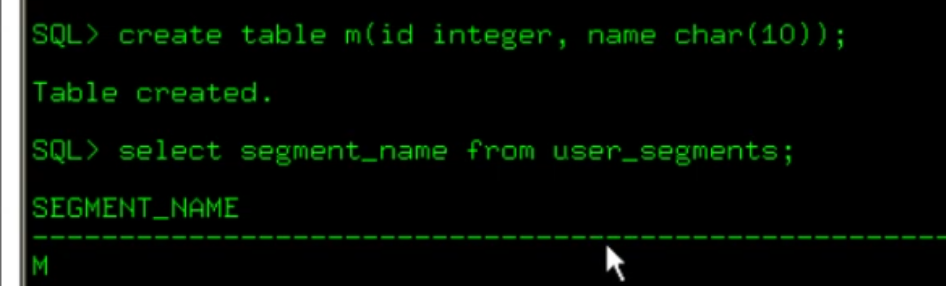 SQL> create table m(id integer, name char(10));
Table created.
SQL> select segment_name from user_segments;
SEGMENT_NAME
--------------------------------------------------------------------------------
M